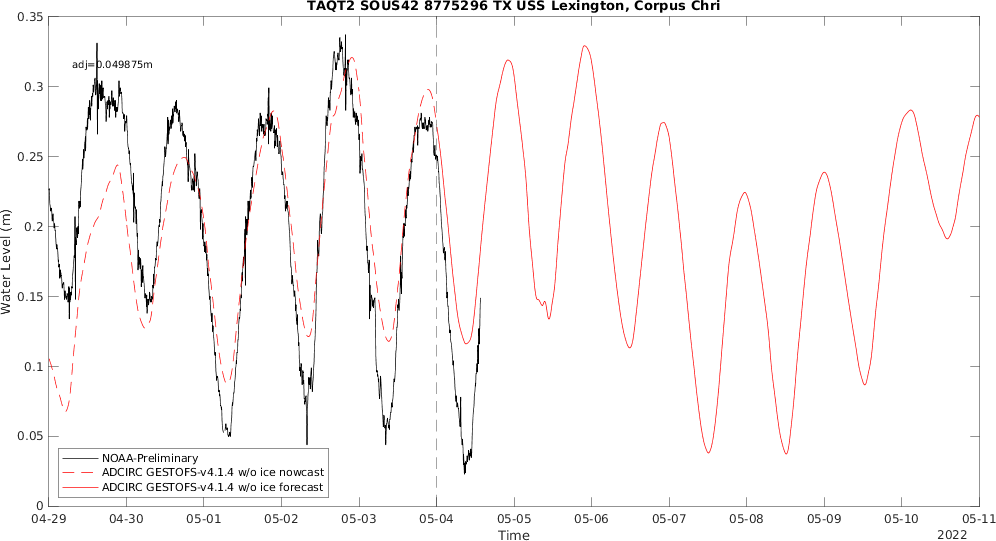 TAQT2 SOUS42 8775296 TX USS Lexington, Corpus Chri
0.35
adj=0.049875m
0.3
0.25
0.2
Water Level (m)
0.15
0.1
0.05
0
NOAA-Preliminary
ADCIRC GESTOFS-v4.1.4 w/o ice nowcast
ADCIRC GESTOFS-v4.1.4 w/o ice forecast
04-29 04-30 05-01 05-02 05-03 05-04 05-05 05-06 05-07 05-08 05-09 05-10 05-11
Time
2022